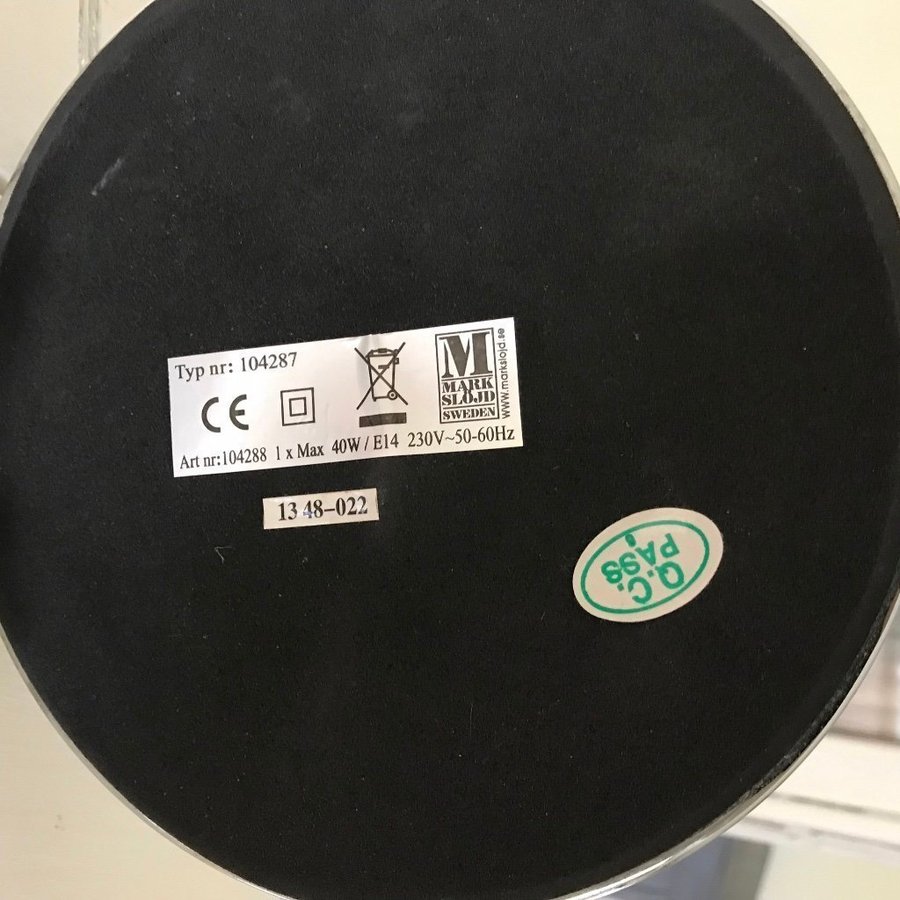 Typ nr: 104287
CE
M
MARK
SLÖJD
SWEDEN
www.markslojd.se
Art nr:104288 1 x Max 40W / E14 230V~50-60Hz
13 48-022
Q.C.
PASS